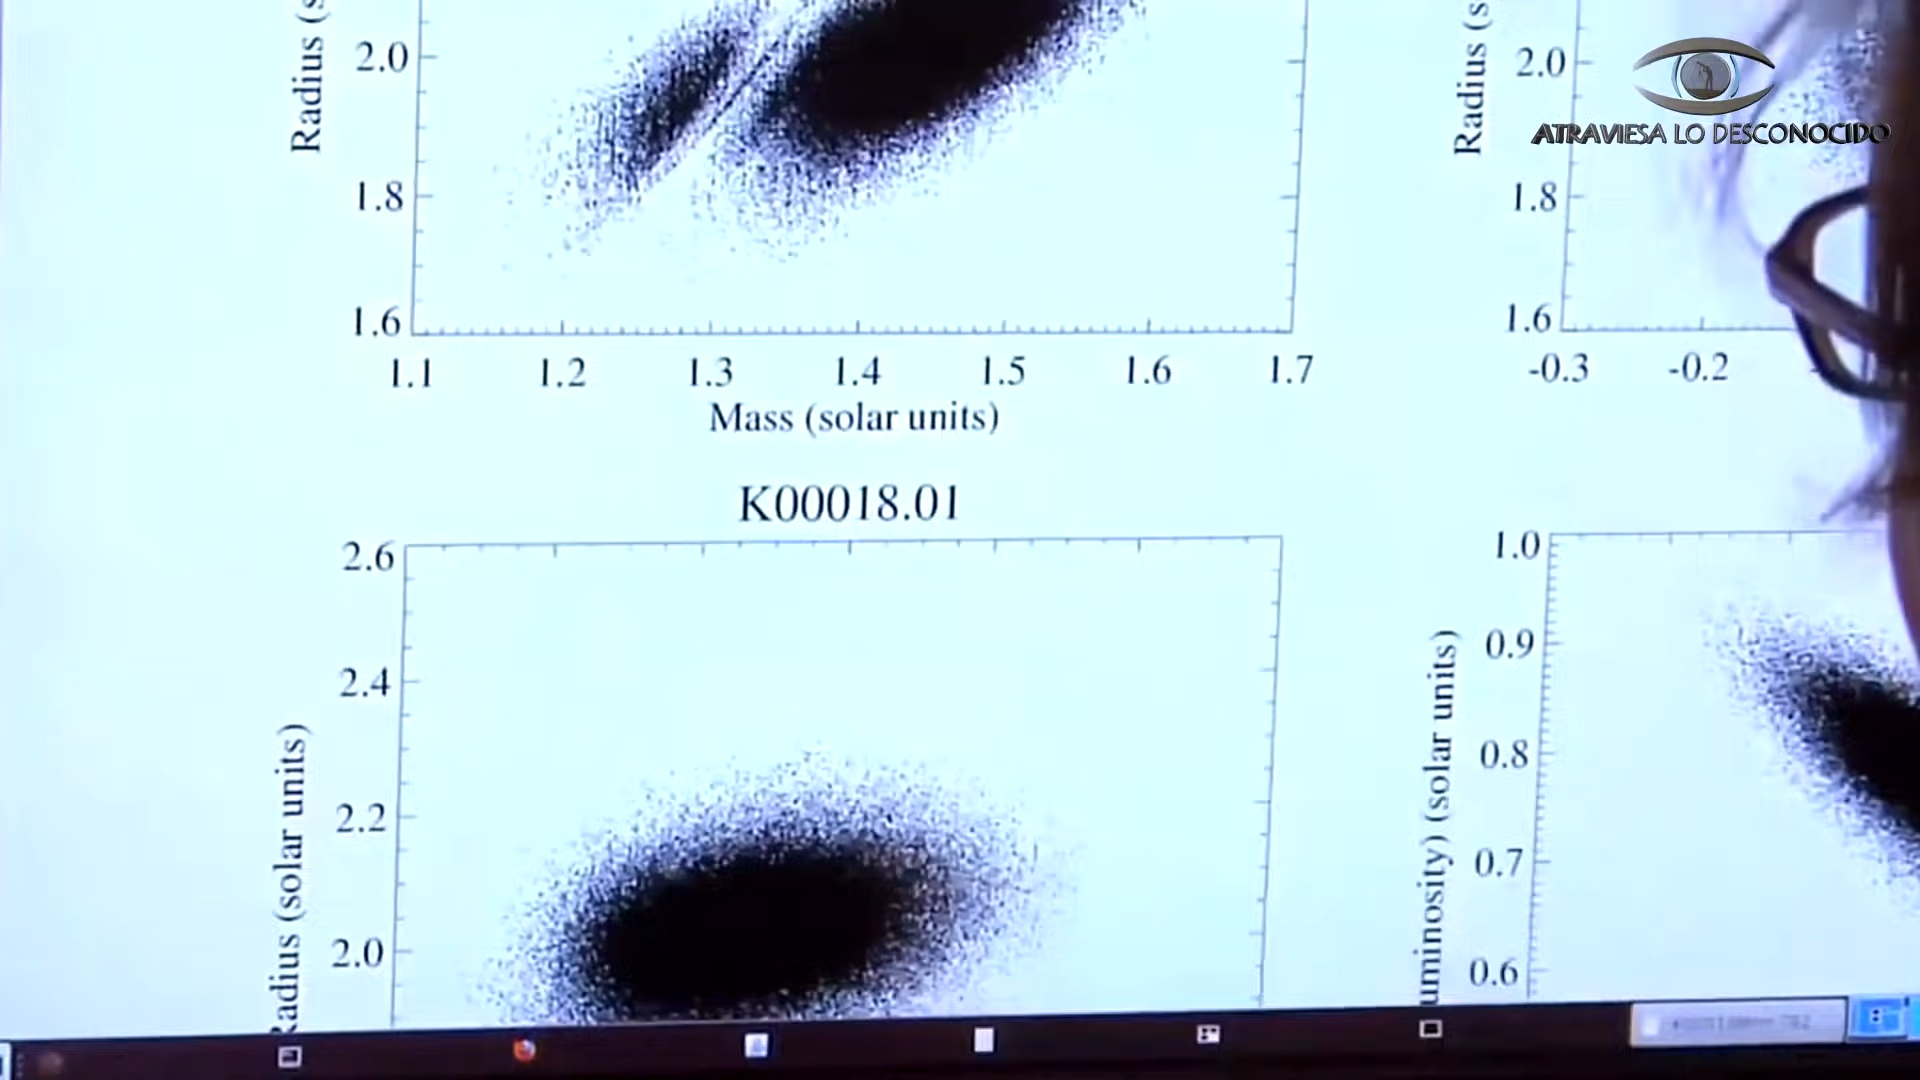 Radius (s
2.0
1.8
1.6
1.1 1.2 1.3 1.4 1.5 1.6 1.7
Mass (solar units)
Radius (s
2.0
1.8
1.6
-0.3 -0.2
ATRAVIESA LO DESCONOCIDO
K00018.01
2.6
2.4
2.2
2.0
Radius (solar units)
1.0
0.9
0.8
0.7
0.6
uminosity) (solar units)